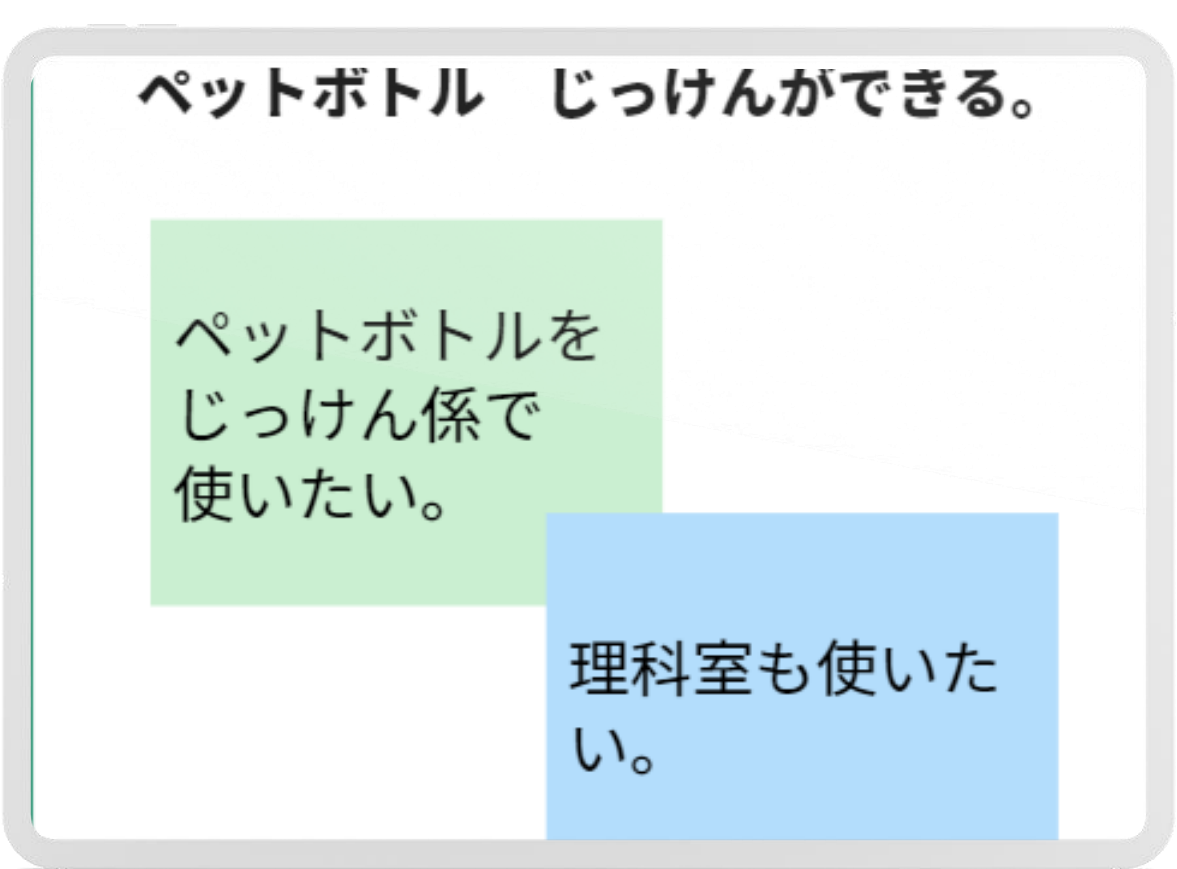 ペットボトル　じっけんができる。
ペットボトルを
じっけん係で
使いたい。
理科室も使いた
い。